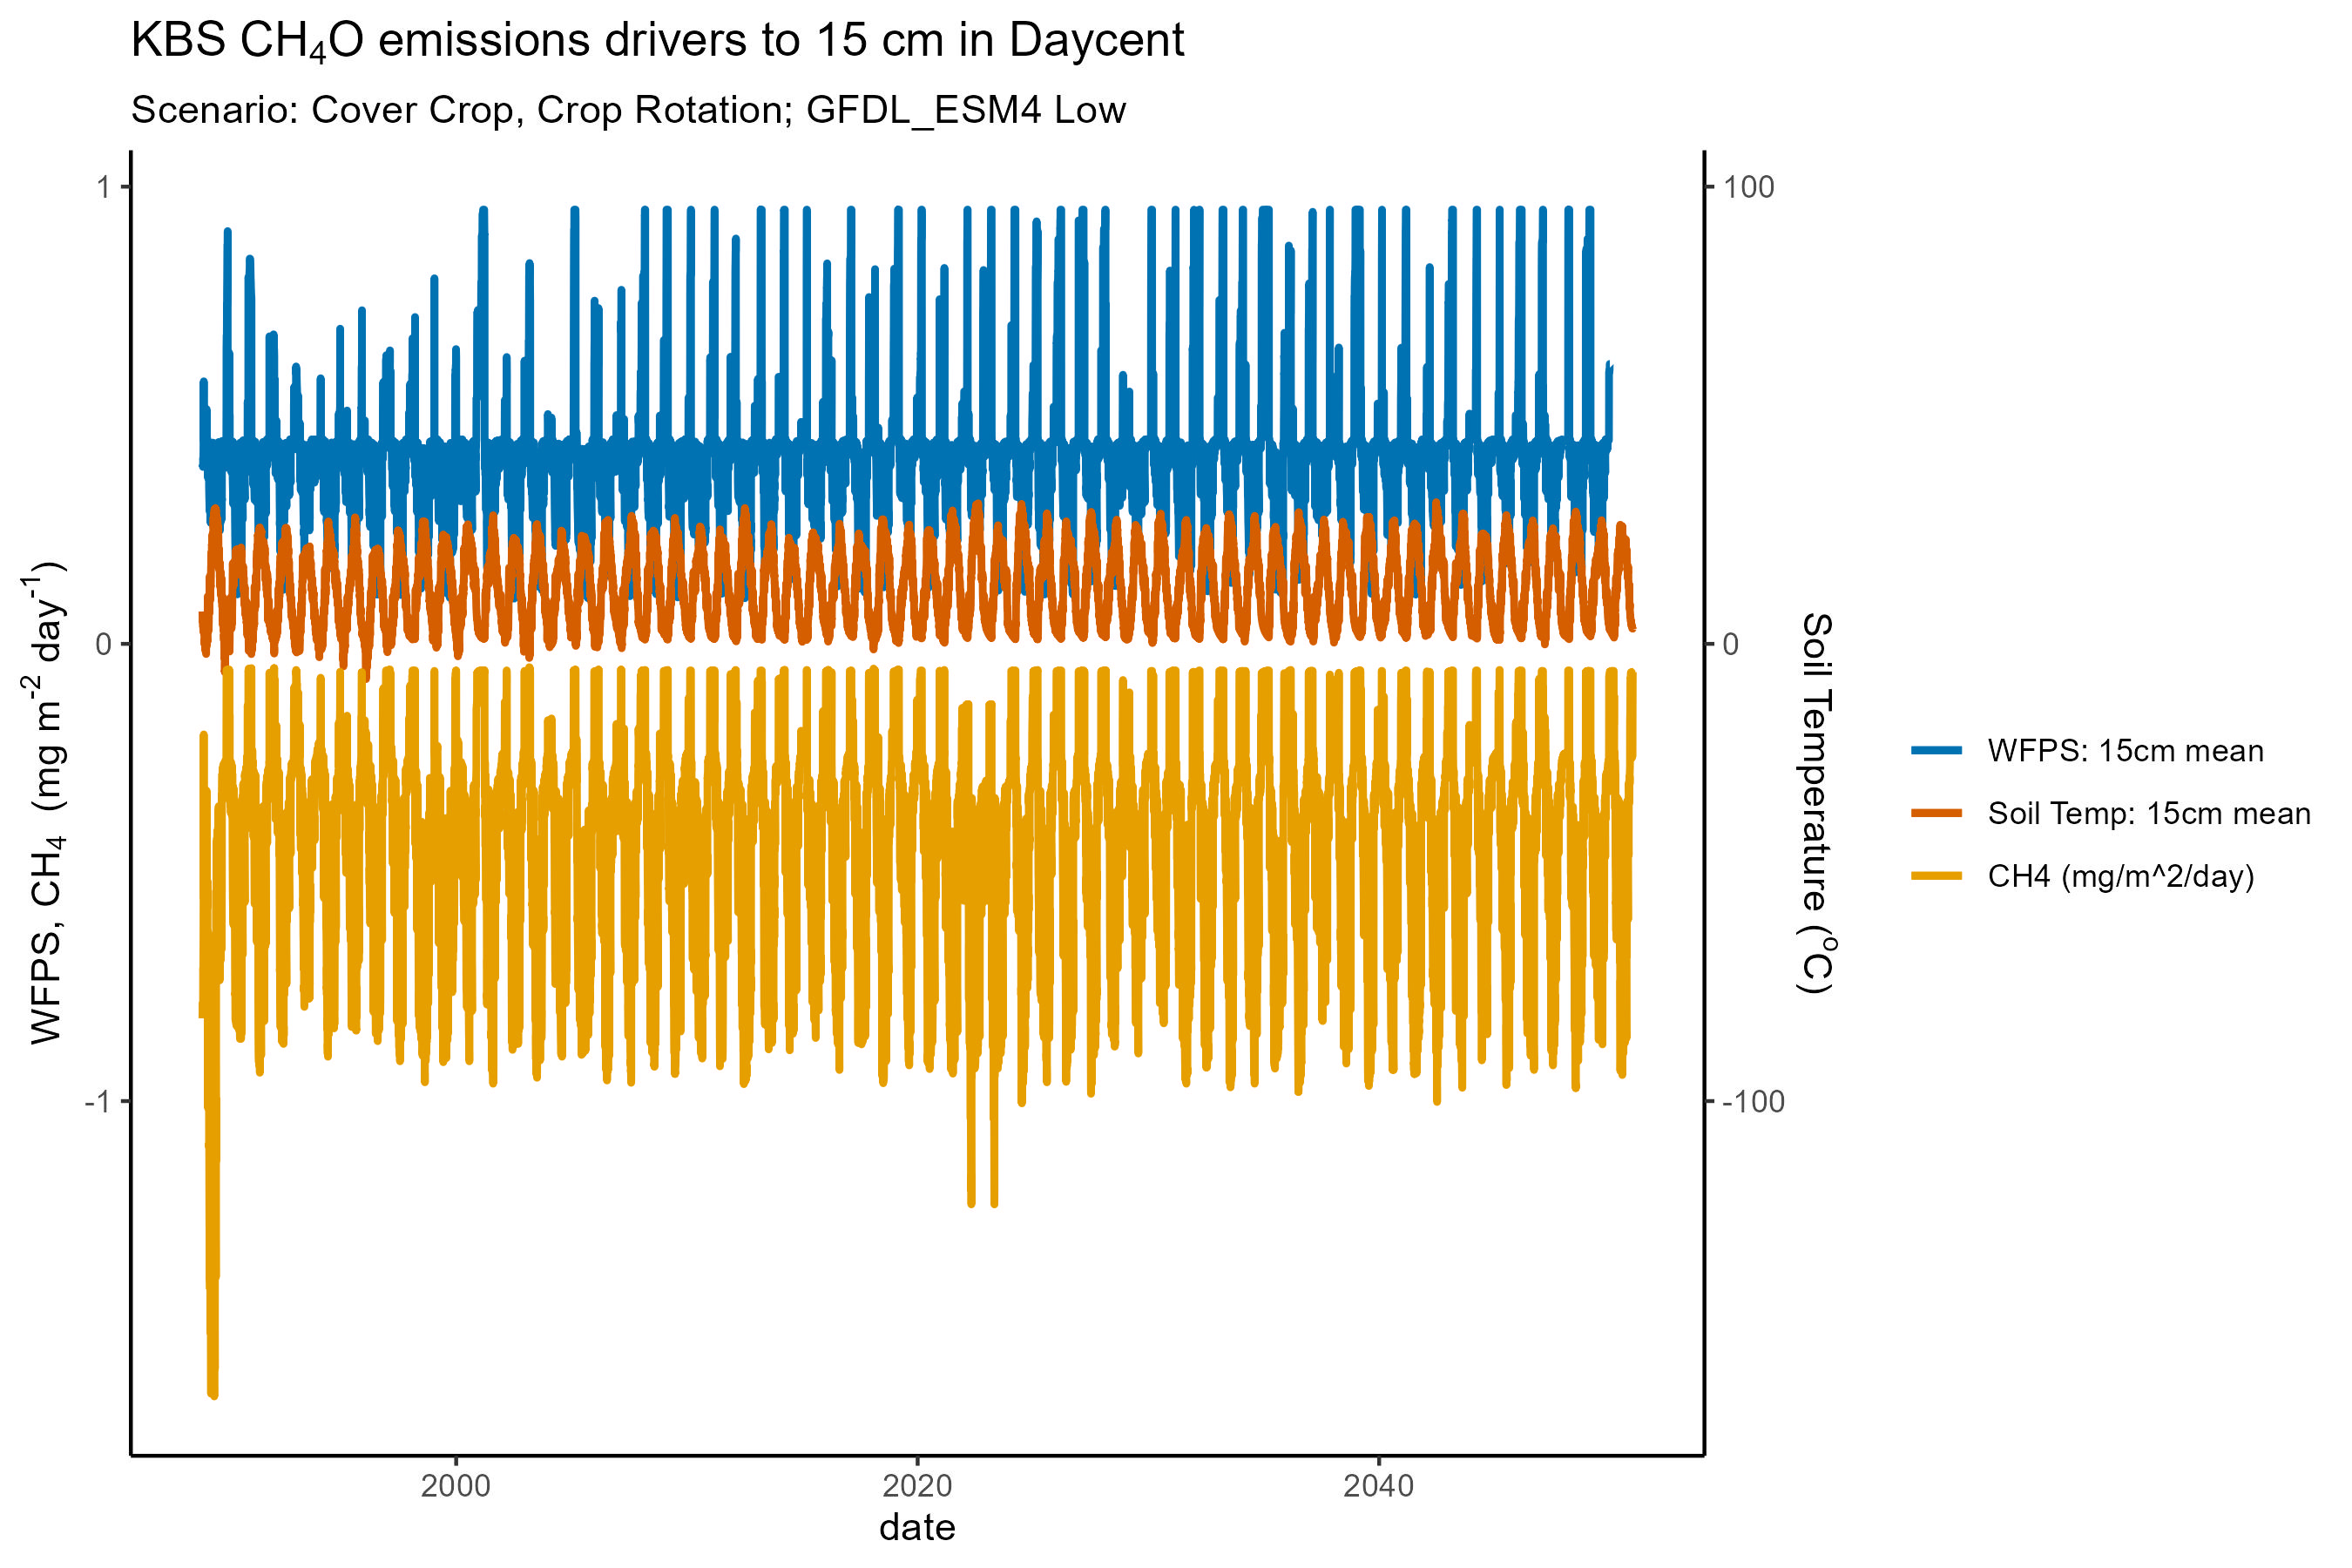 KBS CH₄O emissions drivers to 15 cm in Daycent
Scenario: Cover Crop, Crop Rotation; GFDL_ESM4 Low
WFPS, CH₄ (mg m⁻² day⁻¹)
1
0
-1
100
0
-100
Soil Temperature (°C)
2000
2020
2040
date
WFPS: 15cm mean
Soil Temp: 15cm mean
CH4 (mg/m^2/day)